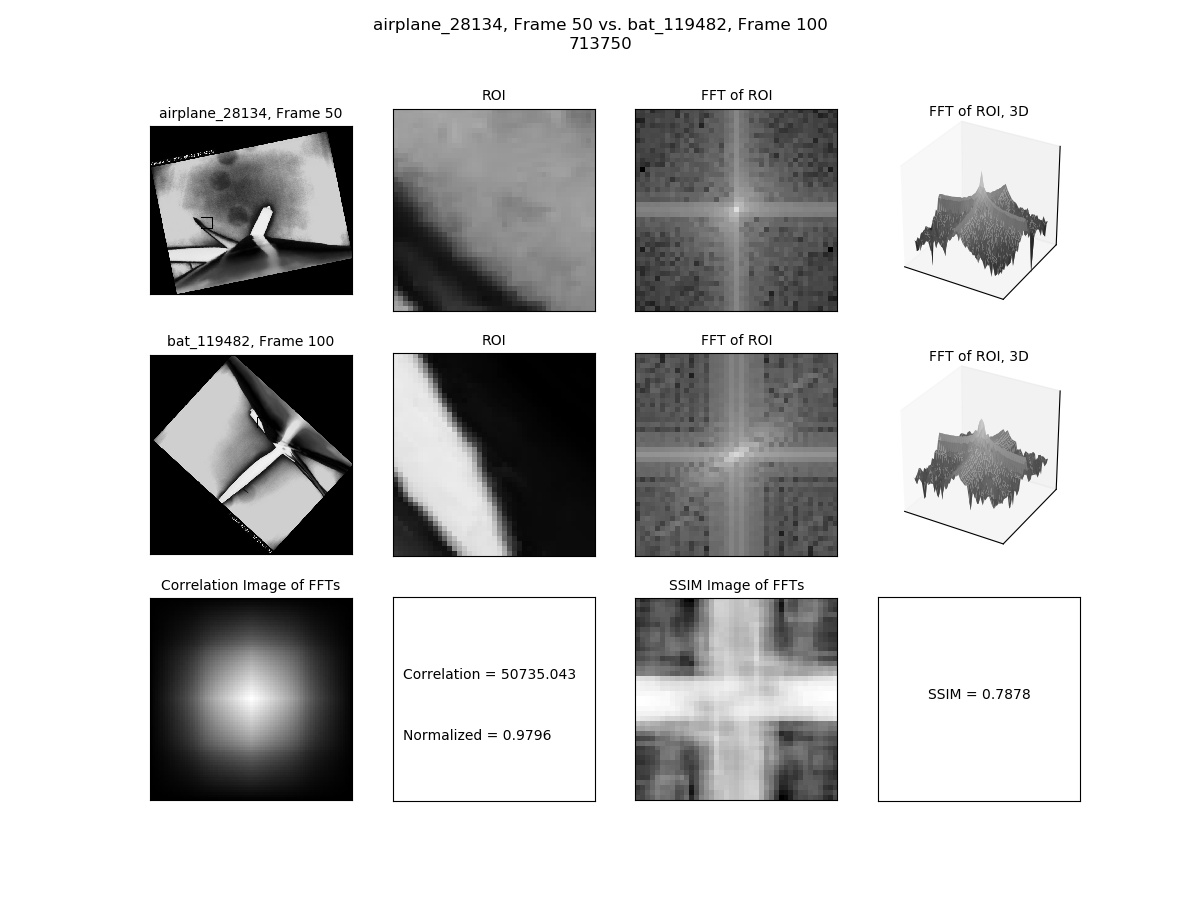 airplane_28134, Frame 50 vs. bat_119482, Frame 100
713750
airplane_28134, Frame 50
ROI
FFT of ROI
FFT of ROI, 3D
bat_119482, Frame 100
ROI
FFT of ROI
FFT of ROI, 3D
Correlation Image of FFTs
Correlation = 50735.043
Normalized = 0.9796
SSIM Image of FFTs
SSIM = 0.7878